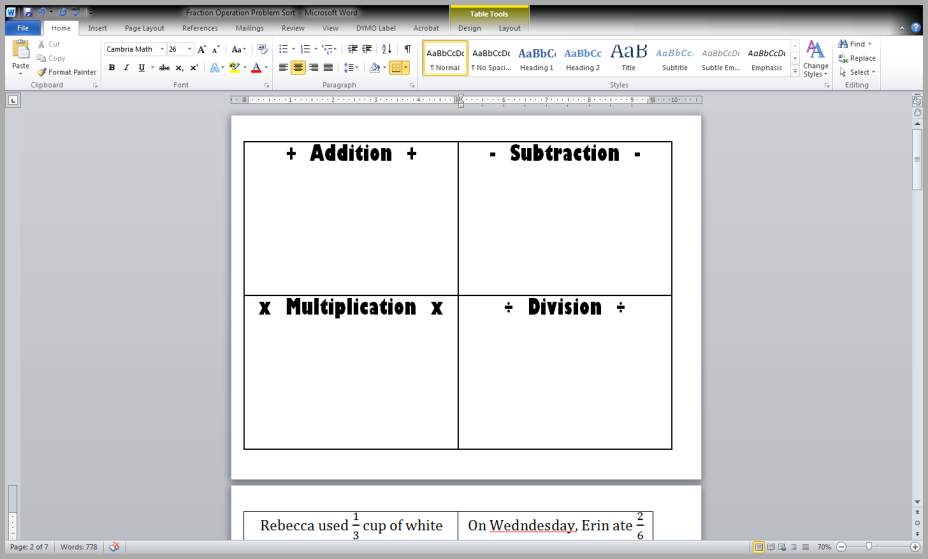 Fraction Operation Problem Sort - Microsoft Word
Table Tools
File Home Insert Page Layout References Mailings Review View DYMO Label Acrobat Design Layout
Paste
Cut
Copy
Format Painter
Clipboard
Cambria Math 26
Font
Paragraph
AaBbCcDc AaBbCcDc AaBbC AaBbCc AaB AaBbCc. AaBbCcDc AaBbCcDc
¶ Normal ¶ No Spaci... Heading 1 Heading 2 Title Subtitle Subtle Em... Emphasis
Change Styles
Styles
Find
Replace
Select
Editing
+ Addition +
- Subtraction -
x Multiplication x
÷ Division ÷
Rebecca used 1/3 cup of white
On Wedndesday, Erin ate 2/6
Page: 2 of 7 Words: 778 70%